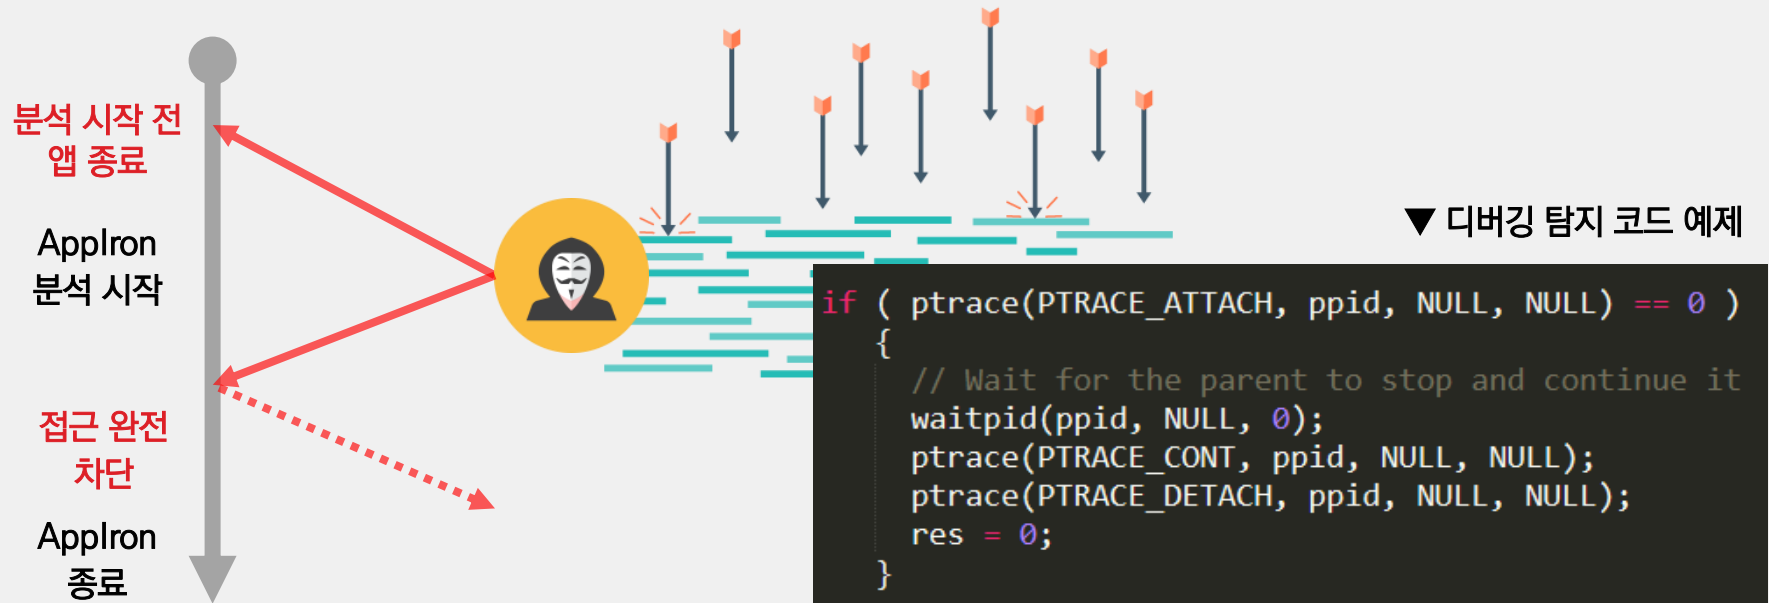 분석 시작 전
앱 종료
AppIron
분석 시작
접근 완전
차단
AppIron
종료
▼ 디버깅 탐지 코드 예제
if ( ptrace(PTRACE_ATTACH, ppid, NULL, NULL) == 0 )
{
// Wait for the parent to stop and continue it
waitpid(ppid, NULL, 0);
ptrace(PTRACE_CONT, ppid, NULL, NULL);
ptrace(PTRACE_DETACH, ppid, NULL, NULL);
res = 0;
}